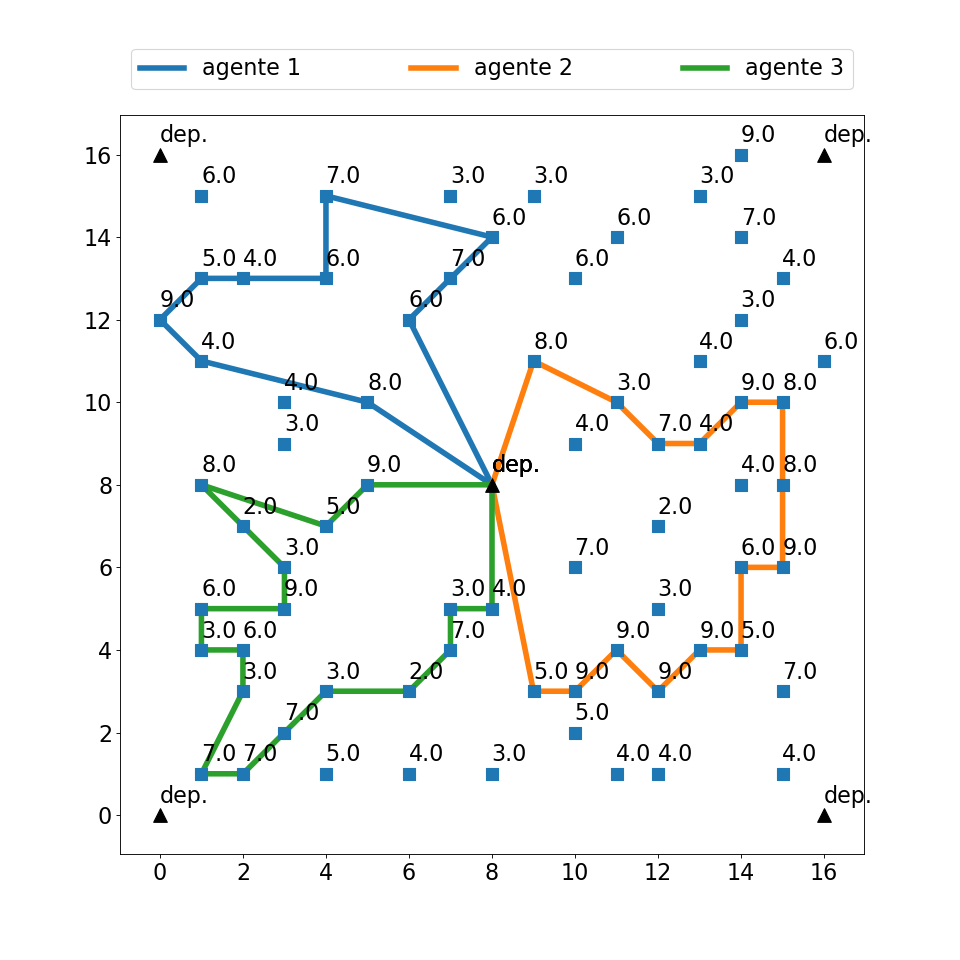 agente 1 agente 2 agente 3
dep. 9.0 dep.
16
6.0 7.0 3.0 3.0 3.0
6.0 6.0 7.0
14
5.0 4.0 6.0 7.0 6.0 4.0
9.0 6.0 3.0
12
4.0 8.0 4.0 6.0
4.0 8.0 3.0 9.0 8.0
10
3.0 4.0 7.0 4.0
8.0 9.0 dep. 4.0 8.0
8
2.0 5.0 2.0
3.0 7.0 6.0 9.0
6
6.0 9.0 3.0 4.0 3.0
3.0 6.0 7.0 9.0 9.0 5.0
4
3.0 3.0 2.0 5.0 9.0 9.0 7.0
7.0 5.0
2
7.0 7.0 5.0 4.0 3.0 4.0 4.0 4.0
dep. dep.
0
0 2 4 6 8 10 12 14 16